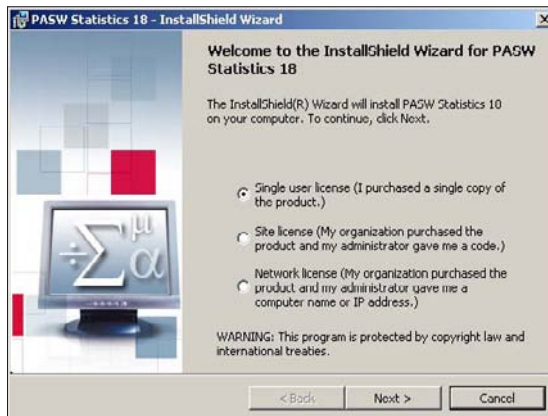 PASW Statistics 18 - InstallShield Wizard
Welcome to the InstallShield Wizard for PASW
Statistics 18
The InstallShield(R) Wizard will install PASW Statistics 18
on your computer. To continue, click Next.
Single user license (I purchased a single copy of
the product.)
Site license (My organization purchased the
product and my administrator gave me a code.)
Network license (My organization purchased the
product and my administrator gave me a
computer name or IP address.)
WARNING: This program is protected by copyright law and
international treaties.
÷ Σ μ α
< Back
Next >
Cancel